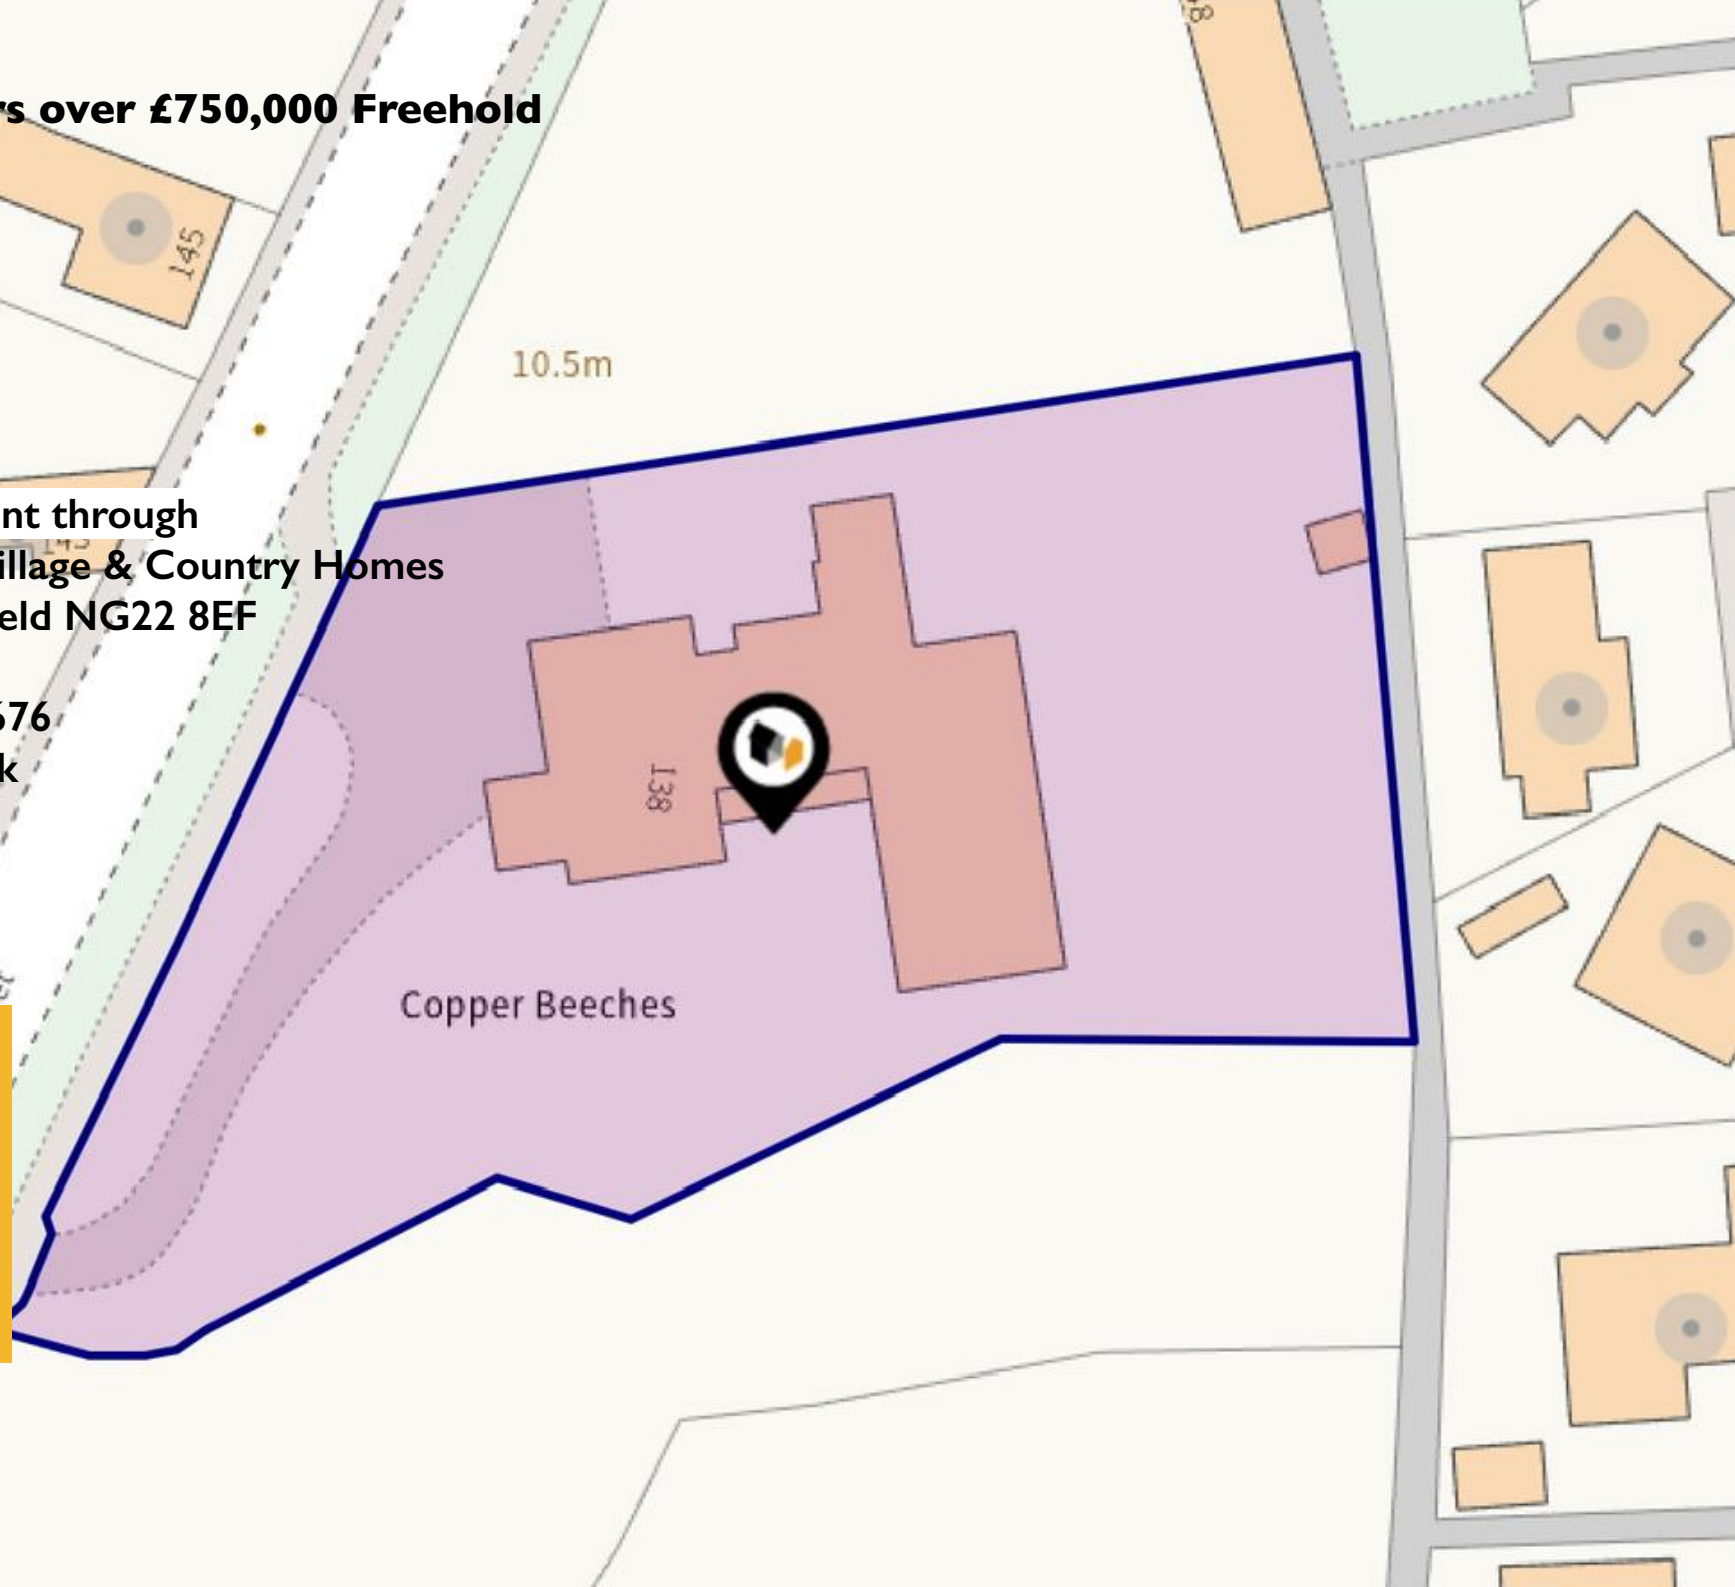 rs over £750,000 Freehold
145
10.5m
nt through
illage & Country Homes
eld NG22 8EF
676
k
138
Copper Beeches